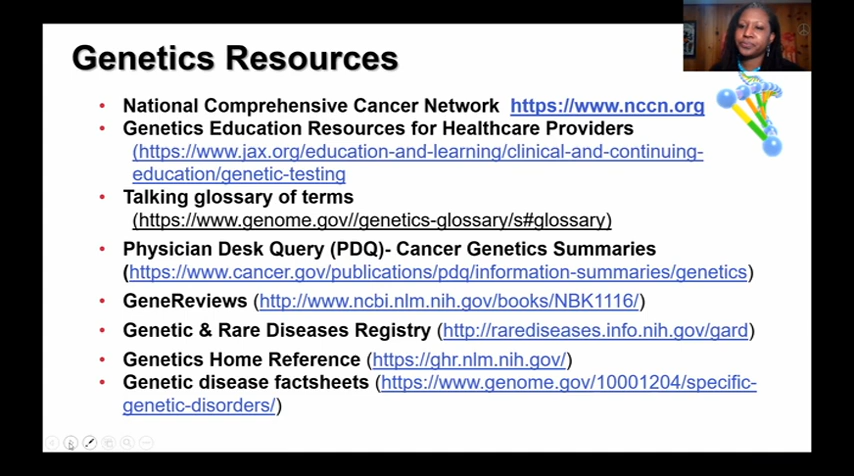 Genetics Resources
• National Comprehensive Cancer Network https://www.nccn.org
• Genetics Education Resources for Healthcare Providers
(https://www.jax.org/education-and-learning/clinical-and-continuing-
education/genetic-testing
• Talking glossary of terms
(https://www.genome.gov//genetics-glossary/s#glossary)
• Physician Desk Query (PDQ)- Cancer Genetics Summaries
(https://www.cancer.gov/publications/pdq/information-summaries/genetics)
• GeneReviews (http://www.ncbi.nlm.nih.gov/books/NBK1116/)
• Genetic & Rare Diseases Registry (http://rarediseases.info.nih.gov/gard)
• Genetics Home Reference (https://ghr.nlm.nih.gov/)
• Genetic disease factsheets (https://www.genome.gov/10001204/specific-
genetic-disorders/)